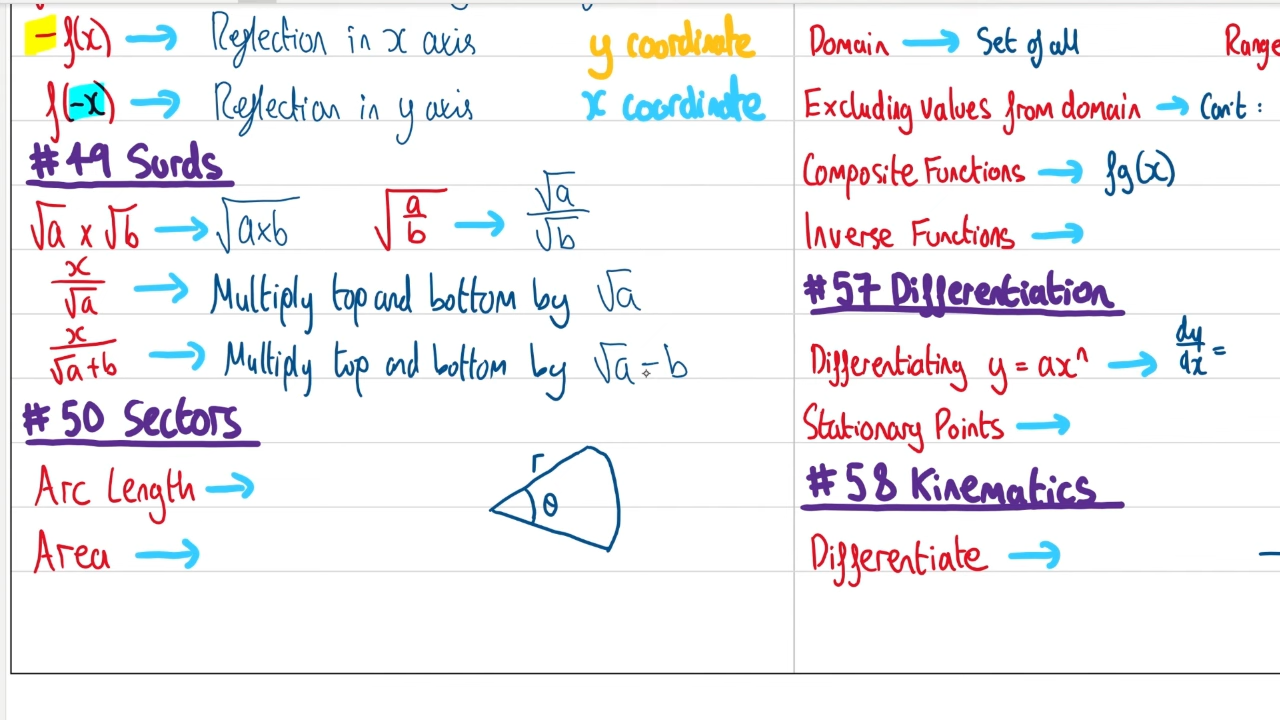 -f(x) → Reflection in x axis y coordinate
f(-x) → Reflection in y axis x coordinate
#49 Surds
√a x √b → √axb √a/b → √a/√b
x/√a → Multiply top and bottom by √a
x/√a+b → Multiply top and bottom by √a-b
#50 Sectors
Arc Length →
r
θ
Area →
Domain → Set of all Range
Excluding values from domain → Can't:
Composite Functions → fg(x)
Inverse Functions →
#57 Differentiation
Differentiating y = axⁿ → dy/dx =
Stationary Points →
#58 Kinematics
Differentiate →